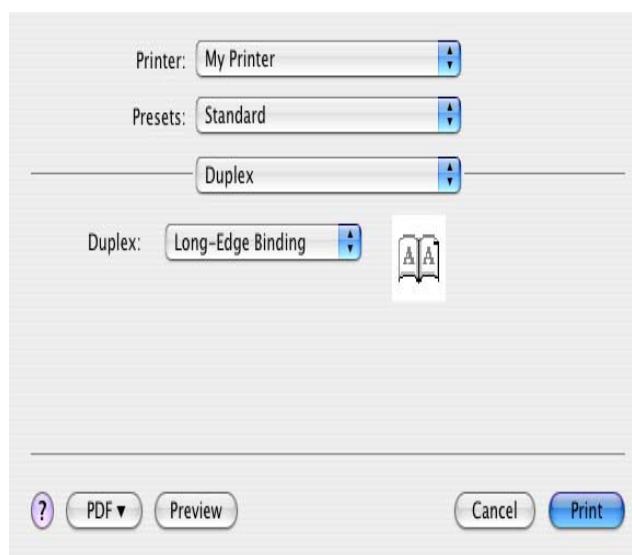 Printer: My Printer
Presets: Standard
Duplex
Duplex: Long-Edge Binding
A A
? PDF▼ Preview Cancel Print